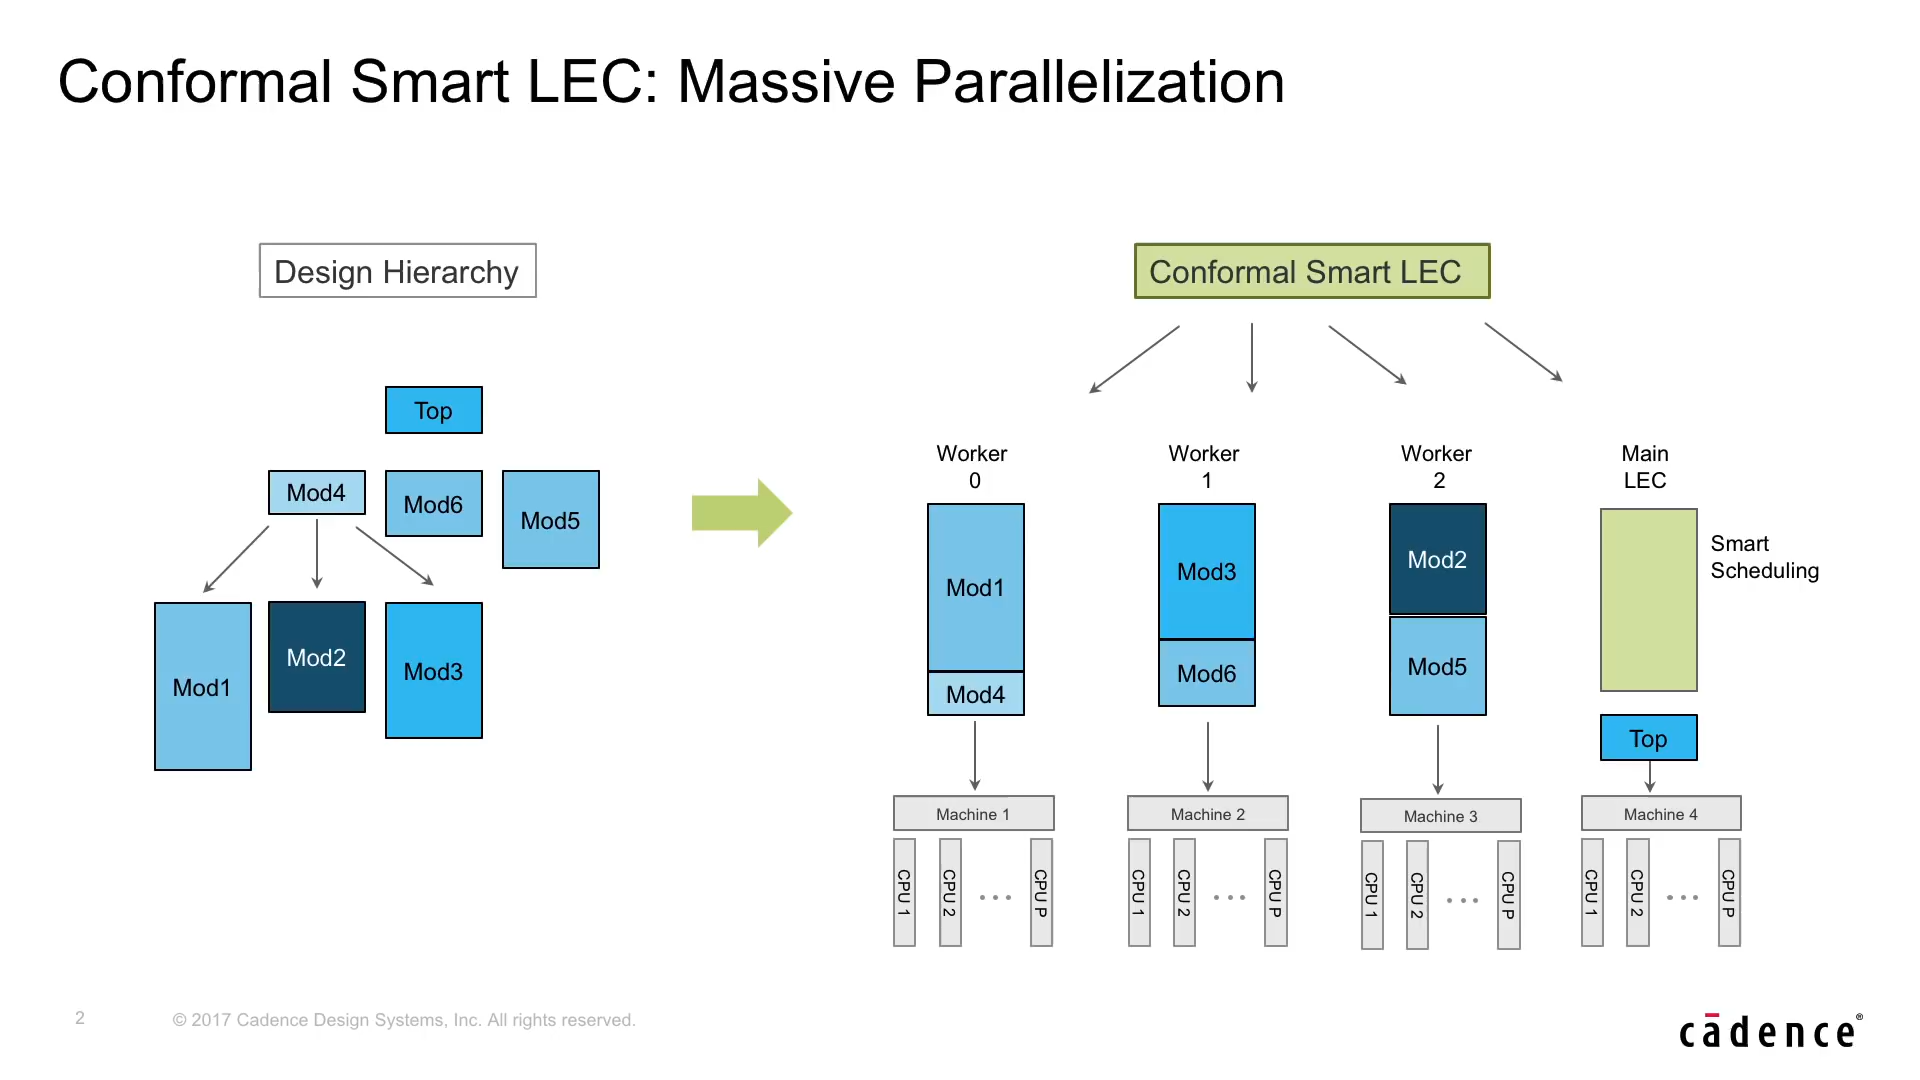 Conformal Smart LEC: Massive Parallelization
Design Hierarchy
Top
Mod4
Mod6
Mod5
Mod1
Mod2
Mod3
Conformal Smart LEC
Worker
0
Worker
1
Worker
2
Main
LEC
Mod1
Mod4
Mod3
Mod6
Mod2
Mod5
Smart
Scheduling
Top
Machine 1
CPU 1
CPU 2
...
CPU P
Machine 2
CPU 1
CPU 2
...
CPU P
Machine 3
CPU 1
CPU 2
...
CPU P
Machine 4
CPU 1
CPU 2
...
CPU P
2
© 2017 Cadence Design Systems, Inc. All rights reserved.
cādence®